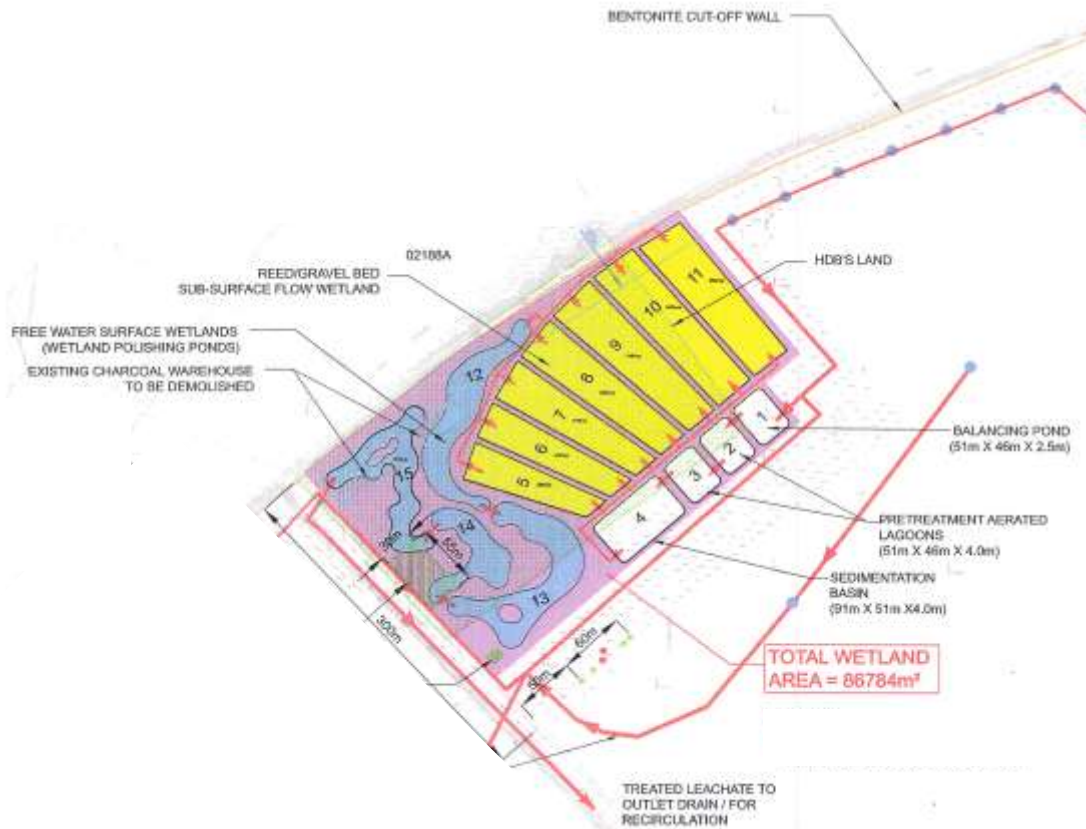 BENTONITE CUT-OFF WALL
02188A
REED/GRAVEL BED
SUB-SURFACE FLOW WETLAND
HDB'S LAND
FREE WATER SURFACE WETLANDS
(WETLAND POLISHING PONDS)
EXISTING CHARCOAL WAREHOUSE
TO BE DEMOLISHED
11
10
9
8
7
6
5
12
15
14
13
1
2
3
4
BALANCING POND
(51m X 46m X 2.5m)
PRETREATMENT AERATED
LAGOONS
(51m X 46m X 4.0m)
SEDIMENTATION
BASIN
(91m X 51m X4.0m)
300m
60m
TOTAL WETLAND
AREA = 86784m²
TREATED LEACHATE TO
OUTLET DRAIN / FOR
RECIRCULATION